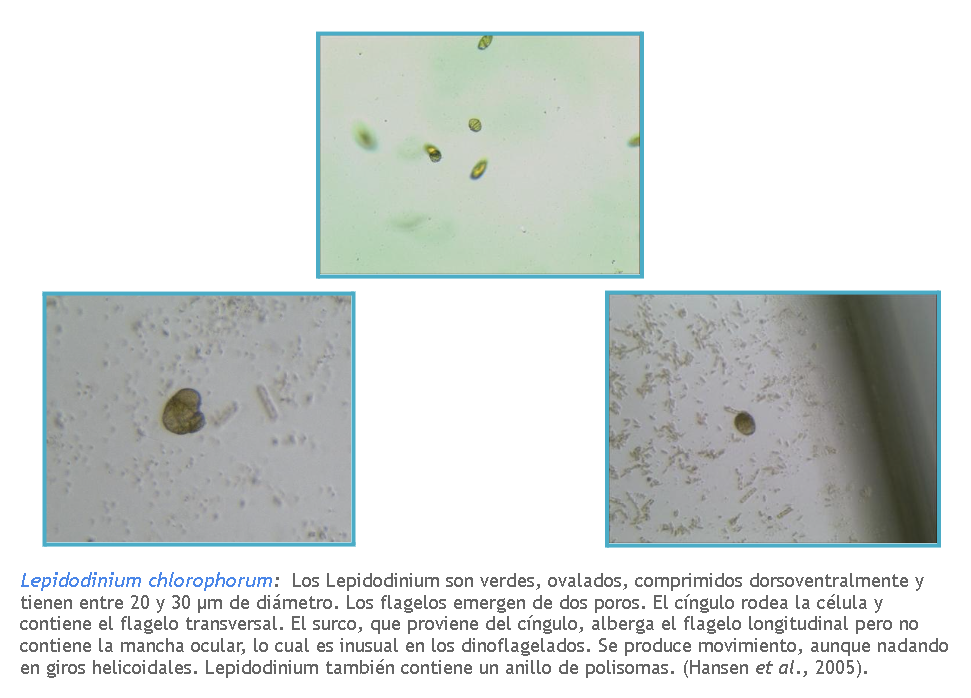 Lepidodinium chlorophorum: Los Lepidodinium son verdes, ovalados, comprimidos dorsoventralmente y
tienen entre 20 y 30 µm de diámetro. Los flagelos emergen de dos poros. El cíngulo rodea la célula y
contiene el flagelo transversal. El surco, que proviene del cíngulo, alberga el flagelo longitudinal pero no
contiene la mancha ocular, lo cual es inusual en los dinoflagelados. Se produce movimiento, aunque nadando
en giros helicoidales. Lepidodinium también contiene un anillo de polisomas. (Hansen et al., 2005).